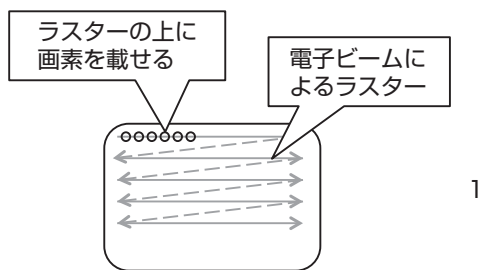 ラスターの上に
画素を載せる
電子ビームに
よるラスター
1